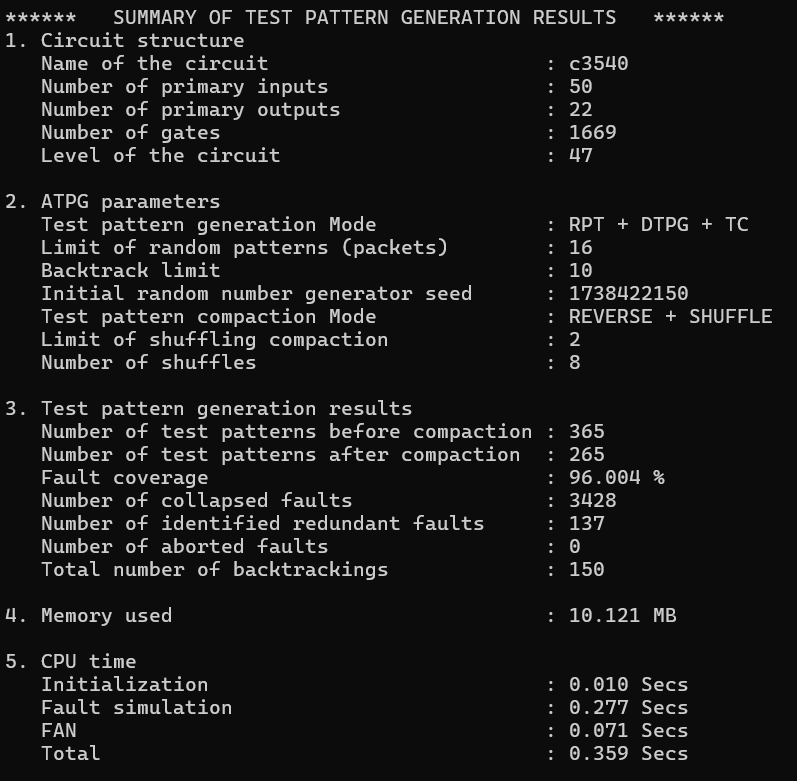 ******   SUMMARY OF TEST PATTERN GENERATION RESULTS   ******
1. Circuit structure
   Name of the circuit                       : c3540
   Number of primary inputs                  : 50
   Number of primary outputs                 : 22
   Number of gates                           : 1669
   Level of the circuit                      : 47

2. ATPG parameters
   Test pattern generation Mode              : RPT + DTPG + TC
   Limit of random patterns (packets)        : 16
   Backtrack limit                           : 10
   Initial random number generator seed      : 1738422150
   Test pattern compaction Mode              : REVERSE + SHUFFLE
   Limit of shuffling compaction             : 2
   Number of shuffles                        : 8

3. Test pattern generation results
   Number of test patterns before compaction : 365
   Number of test patterns after compaction  : 265
   Fault coverage                            : 96.004 %
   Number of collapsed faults                : 3428
   Number of identified redundant faults     : 137
   Number of aborted faults                  : 0
   Total number of backtrackings             : 150

4. Memory used                               : 10.121 MB

5. CPU time
   Initialization                            : 0.010 Secs
   Fault simulation                          : 0.277 Secs
   FAN                                       : 0.071 Secs
   Total                                     : 0.359 Secs